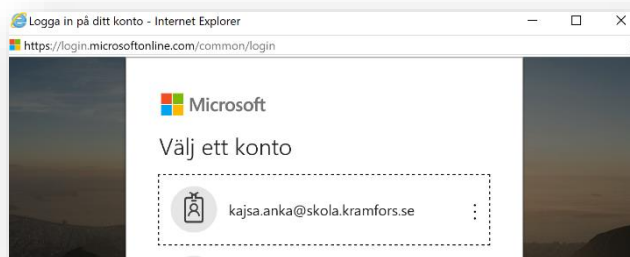 Logga in på ditt konto - Internet Explorer
https://login.microsoftonline.com/common/login
Microsoft
Välj ett konto
kajsa.anka@skola.kramfors.se